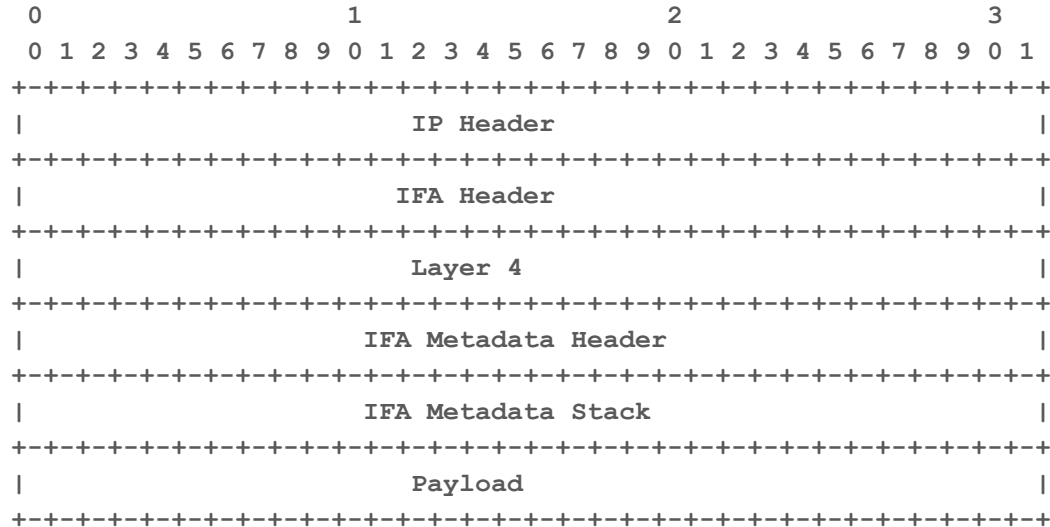 0                   1                   2                   3
 0 1 2 3 4 5 6 7 8 9 0 1 2 3 4 5 6 7 8 9 0 1 2 3 4 5 6 7 8 9 0 1
+-+-+-+-+-+-+-+-+-+-+-+-+-+-+-+-+-+-+-+-+-+-+-+-+-+-+-+-+-+-+-+-+
|                        IP Header                              |
+-+-+-+-+-+-+-+-+-+-+-+-+-+-+-+-+-+-+-+-+-+-+-+-+-+-+-+-+-+-+-+-+
|                       IFA Header                              |
+-+-+-+-+-+-+-+-+-+-+-+-+-+-+-+-+-+-+-+-+-+-+-+-+-+-+-+-+-+-+-+-+
|                        Layer 4                                |
+-+-+-+-+-+-+-+-+-+-+-+-+-+-+-+-+-+-+-+-+-+-+-+-+-+-+-+-+-+-+-+-+
|                     IFA Metadata Header                       |
+-+-+-+-+-+-+-+-+-+-+-+-+-+-+-+-+-+-+-+-+-+-+-+-+-+-+-+-+-+-+-+-+
|                     IFA Metadata Stack                        |
+-+-+-+-+-+-+-+-+-+-+-+-+-+-+-+-+-+-+-+-+-+-+-+-+-+-+-+-+-+-+-+-+
|                        Payload                                |
+-+-+-+-+-+-+-+-+-+-+-+-+-+-+-+-+-+-+-+-+-+-+-+-+-+-+-+-+-+-+-+-+